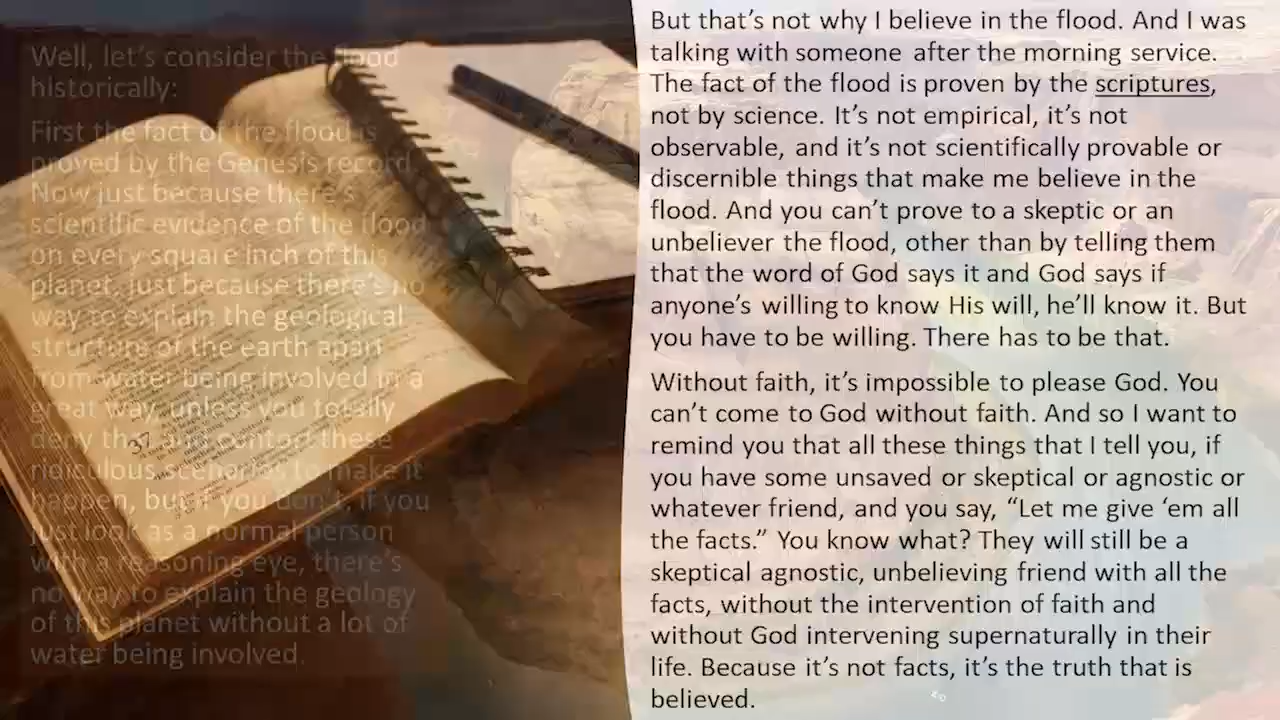 Well, let's consider the flood
historically:
First the fact of the flood is
proved by the Genesis record.
Now just because there's
scientific evidence of the flood
on every square inch of this
planet, just because there's no
way to explain the geological
structure of the earth apart
from water being involved in a
great way, unless you totally
deny that and contort these
ridiculous scenarios to make it
happen, but if you don't, if you
just look as a normal person
with a reasoning eye, there's
no way to explain the geology
of this planet without a lot of
water being involved.
37
But that's not why I believe in the flood. And I was
talking with someone after the morning service.
The fact of the flood is proven by the scriptures,
not by science. It's not empirical, it's not
observable, and it's not scientifically provable or
discernible things that make me believe in the
flood. And you can't prove to a skeptic or an
unbeliever the flood, other than by telling them
that the word of God says it and God says if
anyone's willing to know His will, he'll know it. But
you have to be willing. There has to be that.
Without faith, it's impossible to please God. You
can't come to God without faith. And so I want to
remind you that all these things that I tell you, if
you have some unsaved or skeptical or agnostic or
whatever friend, and you say, “Let me give ‘em all
the facts.” You know what? They will still be a
skeptical agnostic, unbelieving friend with all the
facts, without the intervention of faith and
without God intervening supernaturally in their
life. Because it's not facts, it's the truth that is
believed.